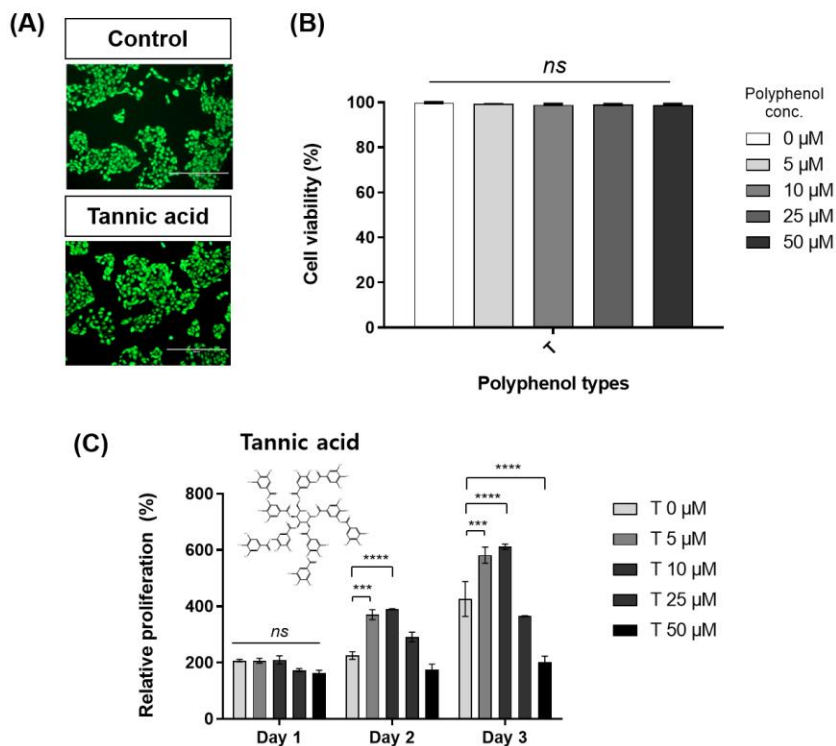 (A)
Control
Tannic acid
(B)
ns
Cell viability (%)
100
80
60
40
20
0
T
Polyphenol types
Polyphenol
conc.
0 µM
5 µM
10 µM
25 µM
50 µM
(C)
Tannic acid
Relative proliferation (%)
800
600
400
200
0
ns
***
****
***
****
****
Day 1
Day 2
Day 3
T 0 µM
T 5 µM
T 10 µM
T 25 µM
T 50 µM